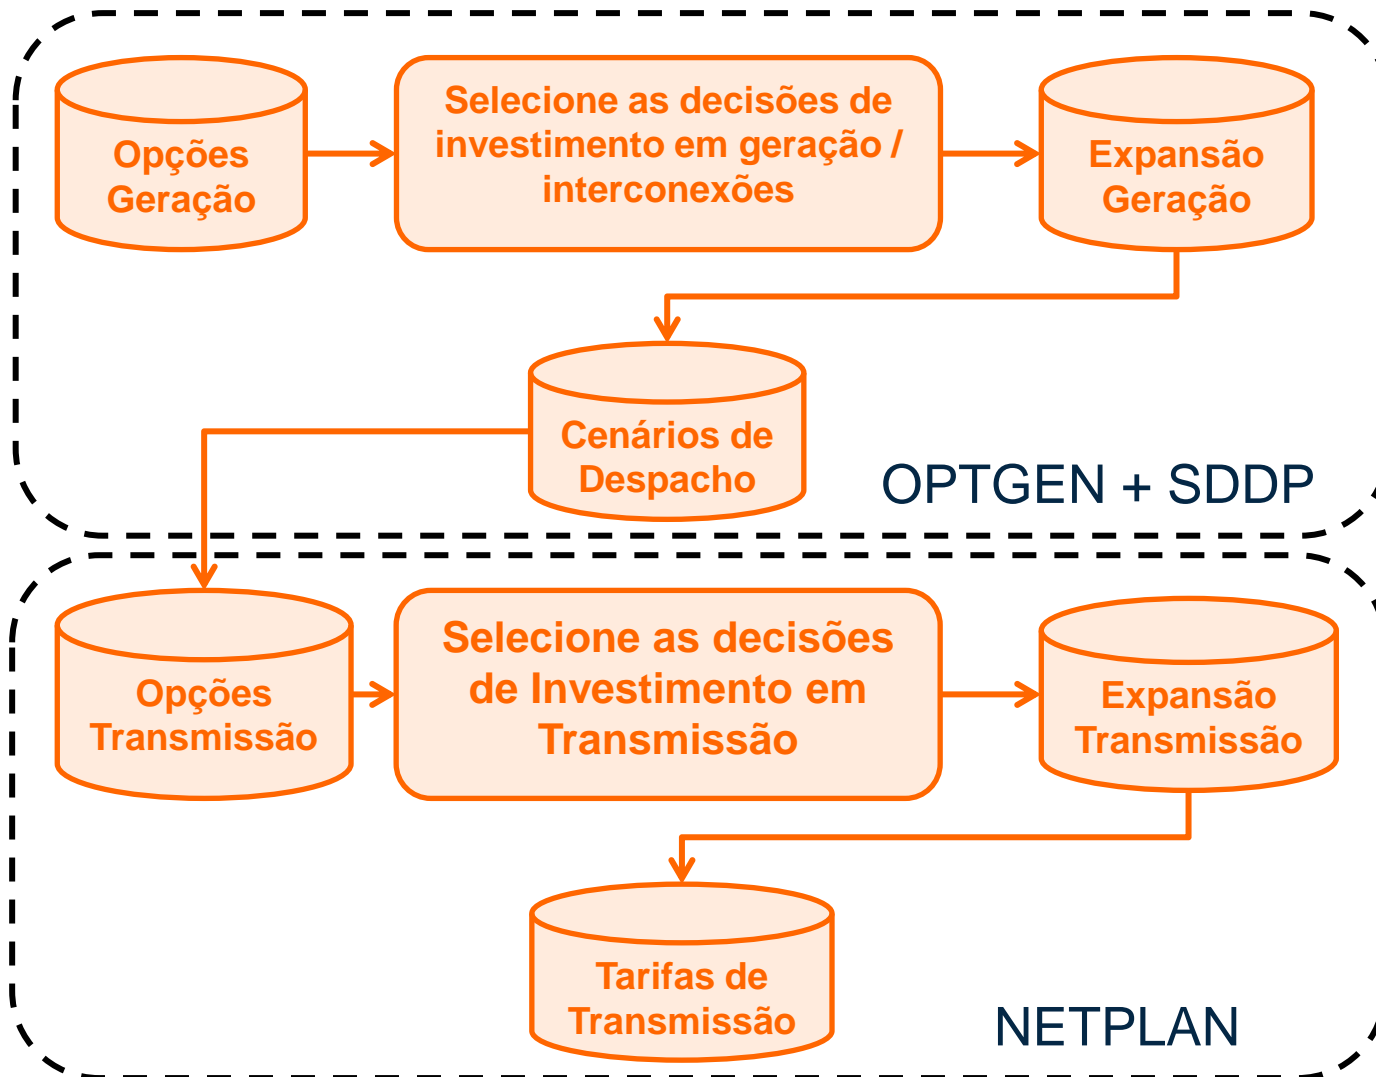 Opções
Geração
Selecione as decisões de
investimento em geração /
interconexões
Expansão
Geração
Cenários de
Despacho
OPTGEN + SDDP
Opções
Transmissão
Selecione as decisões
de Investimento em
Transmissão
Expansão
Transmissão
Tarifas de
Transmissão
NETPLAN